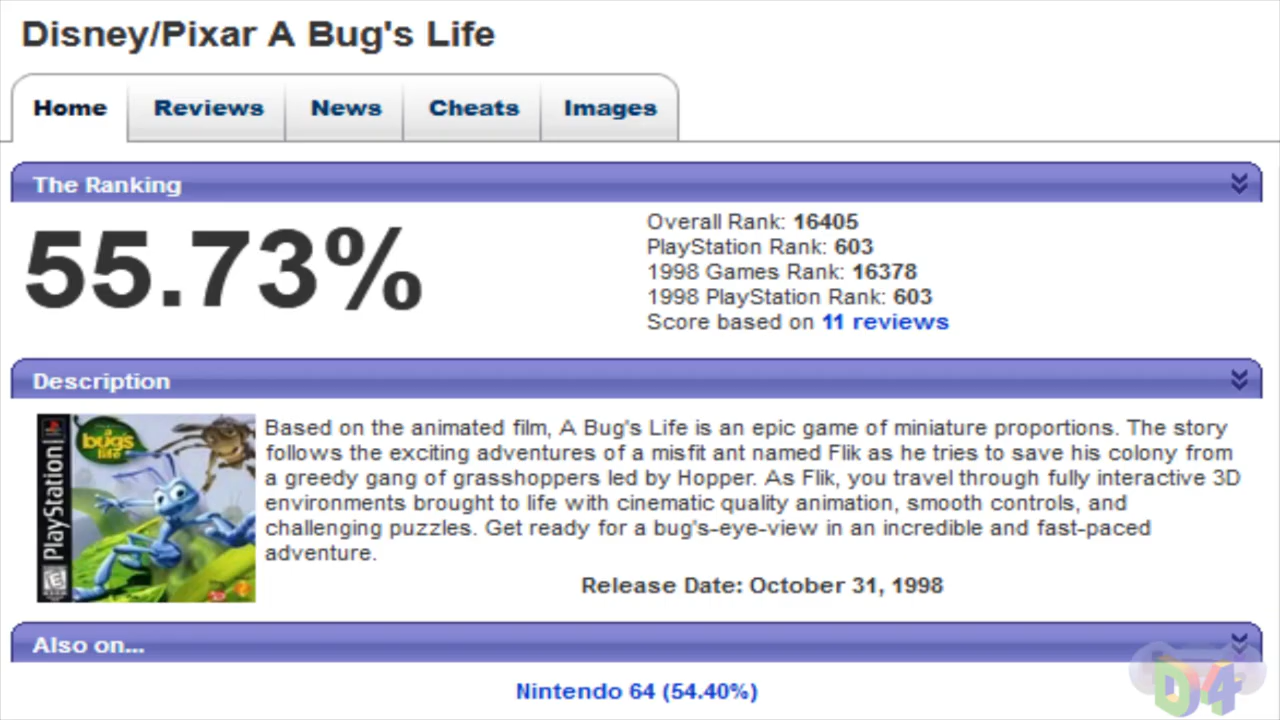 Disney/Pixar A Bug's Life
Home
Reviews
News
Cheats
Images
The Ranking
55.73%
Overall Rank: 16405
PlayStation Rank: 603
1998 Games Rank: 16378
1998 PlayStation Rank: 603
Score based on 11 reviews
Description
PlayStation
a bug's life
Based on the animated film, A Bug's Life is an epic game of miniature proportions. The story
follows the exciting adventures of a misfit ant named Flik as he tries to save his colony from
a greedy gang of grasshoppers led by Hopper. As Flik, you travel through fully interactive 3D
environments brought to life with cinematic quality animation, smooth controls, and
challenging puzzles. Get ready for a bug's-eye-view in an incredible and fast-paced
adventure.
Release Date: October 31, 1998
Also on...
Nintendo 64 (54.40%)
D4